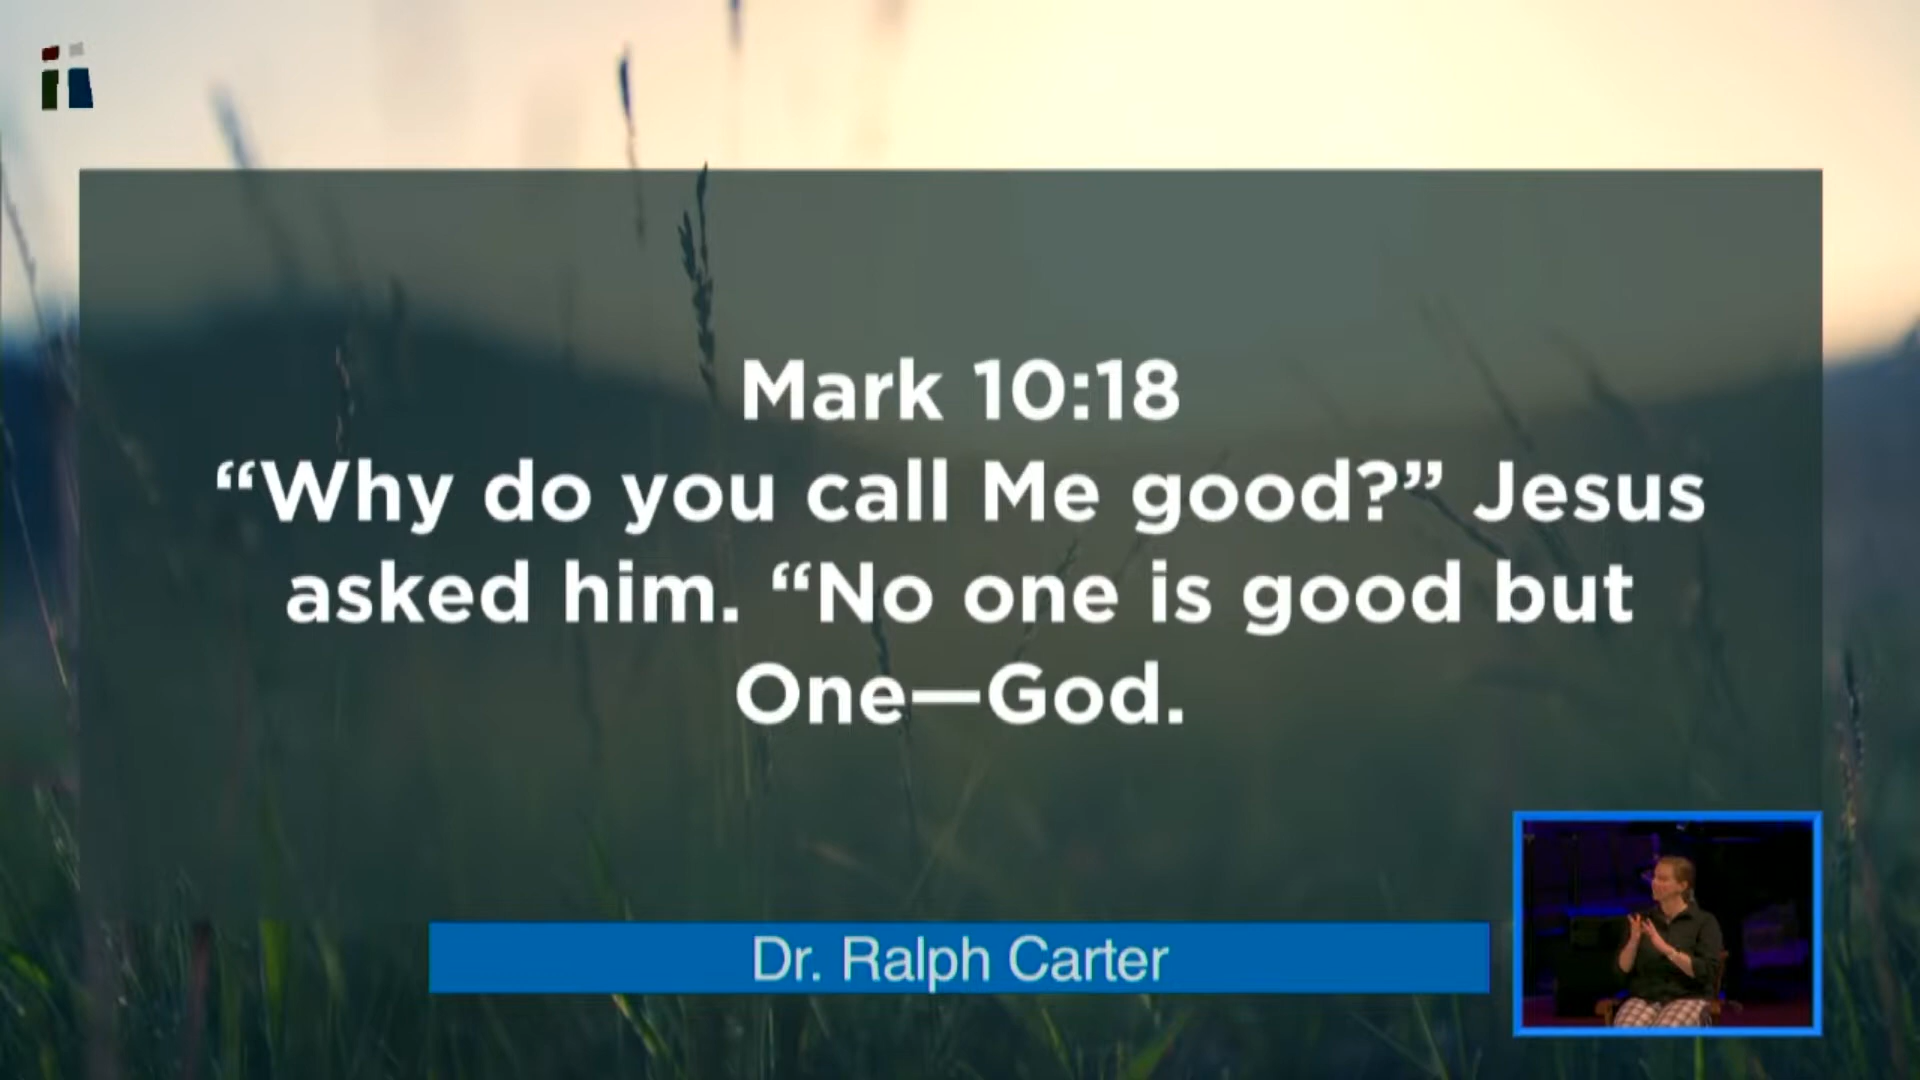 Mark 10:18
“Why do you call Me good?” Jesus
asked him. “No one is good but
One—God.
Dr. Ralph Carter